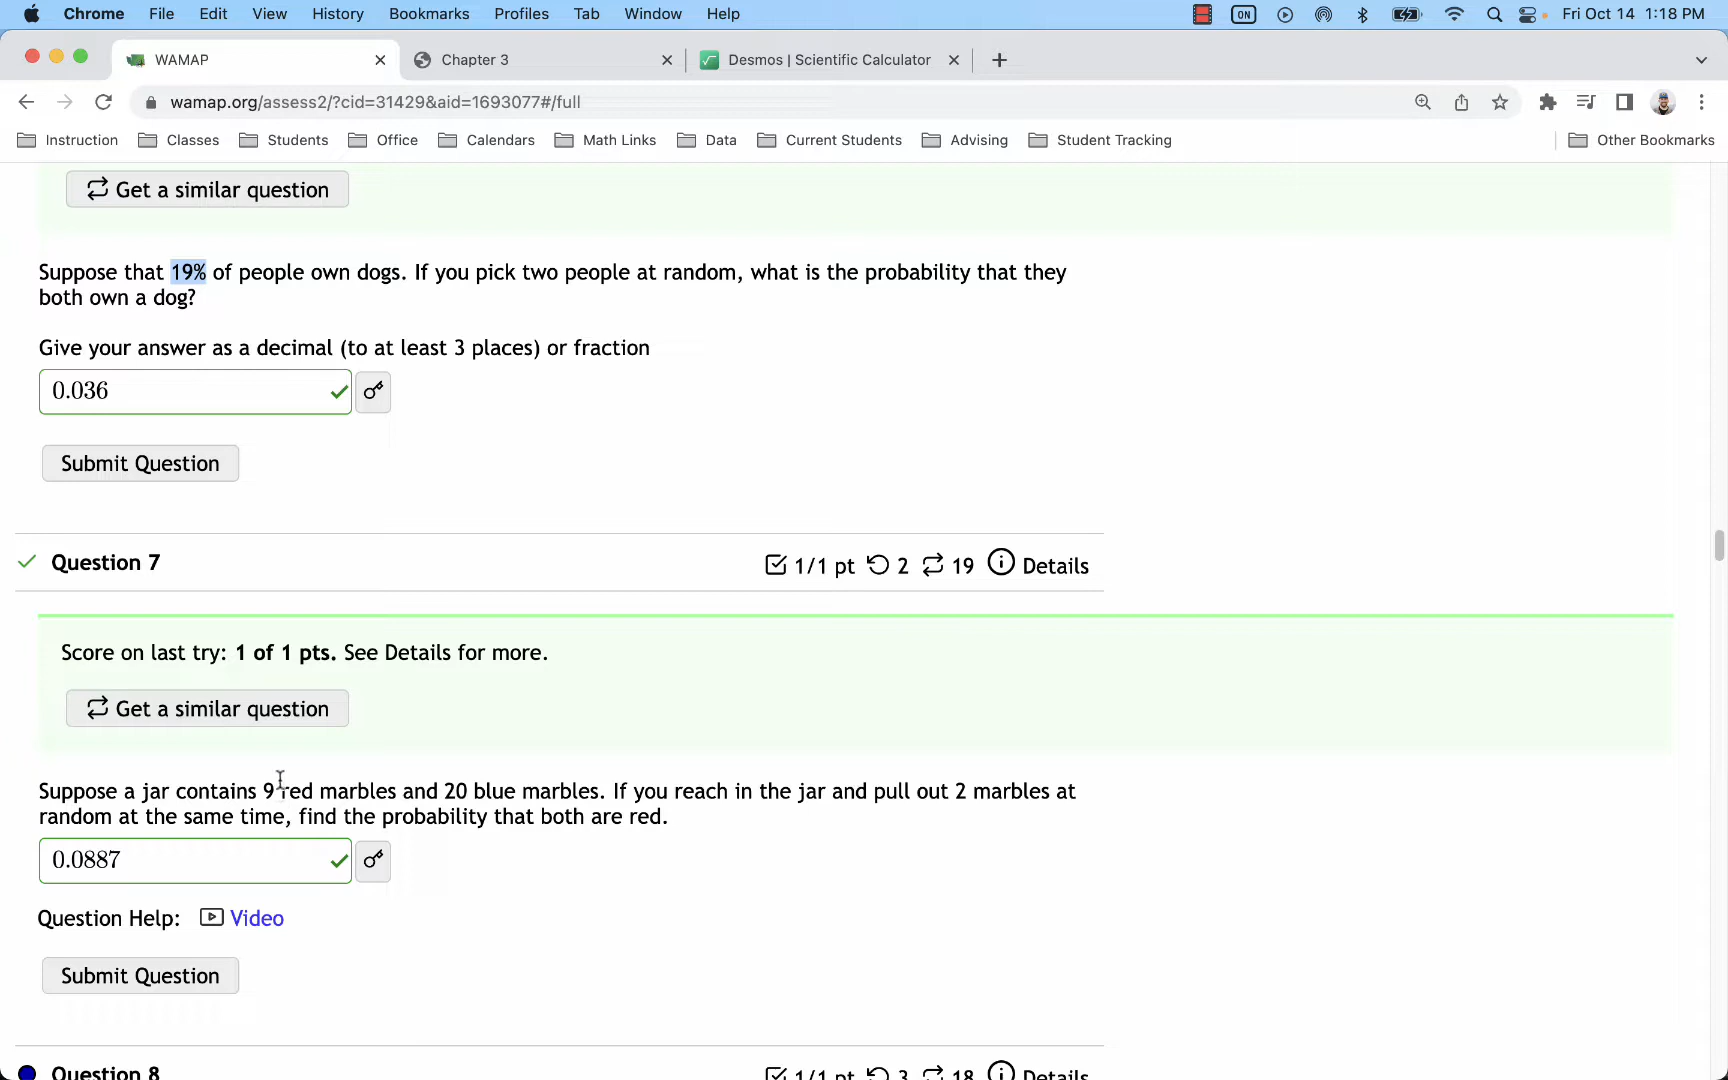 Chrome File Edit View History Bookmarks Profiles Tab Window Help ON Fri Oct 14 1:18 PM
WAMAP Chapter 3 Desmos | Scientific Calculator
wamap.org/assess2/?cid=31429&aid=1693077#/full
Instruction Classes Students Office Calendars Math Links Data Current Students Advising Student Tracking Other Bookmarks
Get a similar question
Suppose that 19% of people own dogs. If you pick two people at random, what is the probability that they
both own a dog?
Give your answer as a decimal (to at least 3 places) or fraction
0.036
Submit Question
Question 7 1/1 pt 2 19 Details
Score on last try: 1 of 1 pts. See Details for more.
Get a similar question
Suppose a jar contains 9 red marbles and 20 blue marbles. If you reach in the jar and pull out 2 marbles at
random at the same time, find the probability that both are red.
0.0887
Question Help: Video
Submit Question
Question 8 1/1 pt 3 18 Details